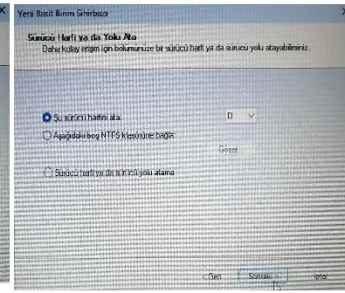 Yeni Basit Birim Sihirbazı
Sürücü Harfi ya da Yolu Ata
Daha kolay erişim için bölümünüze bir sürücü harfi ya da sürücü yolu atayabilirsiniz.
Şu sürücü harfini ata: D
Aşağıdaki boş NTFS klasörüne bağla:
Gözat
Sürücü harfi ya da sürücü yolu atama
< Geri Sonraki > İptal